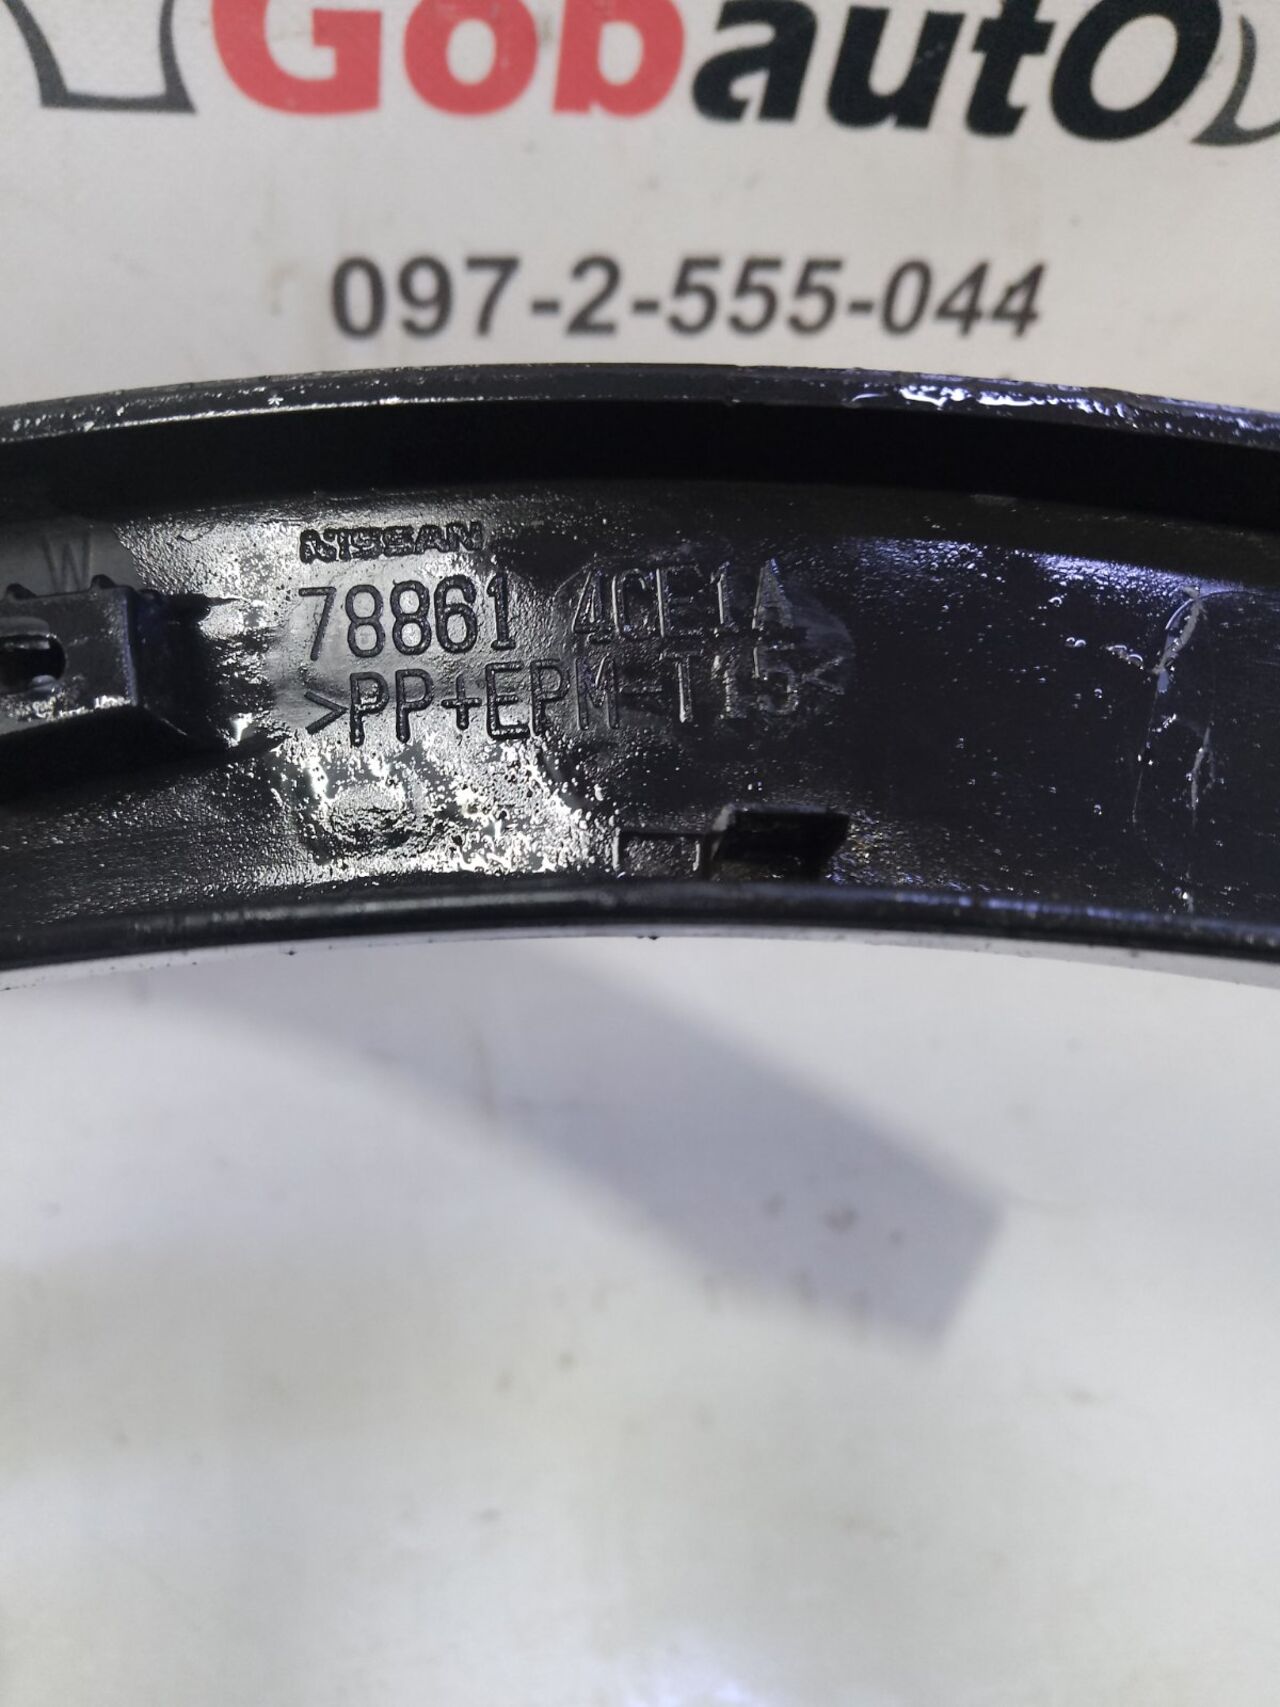 GobautO
097-2-555-044
W
NISSAN
78861 4CE1A
>PP+EPM-T15<